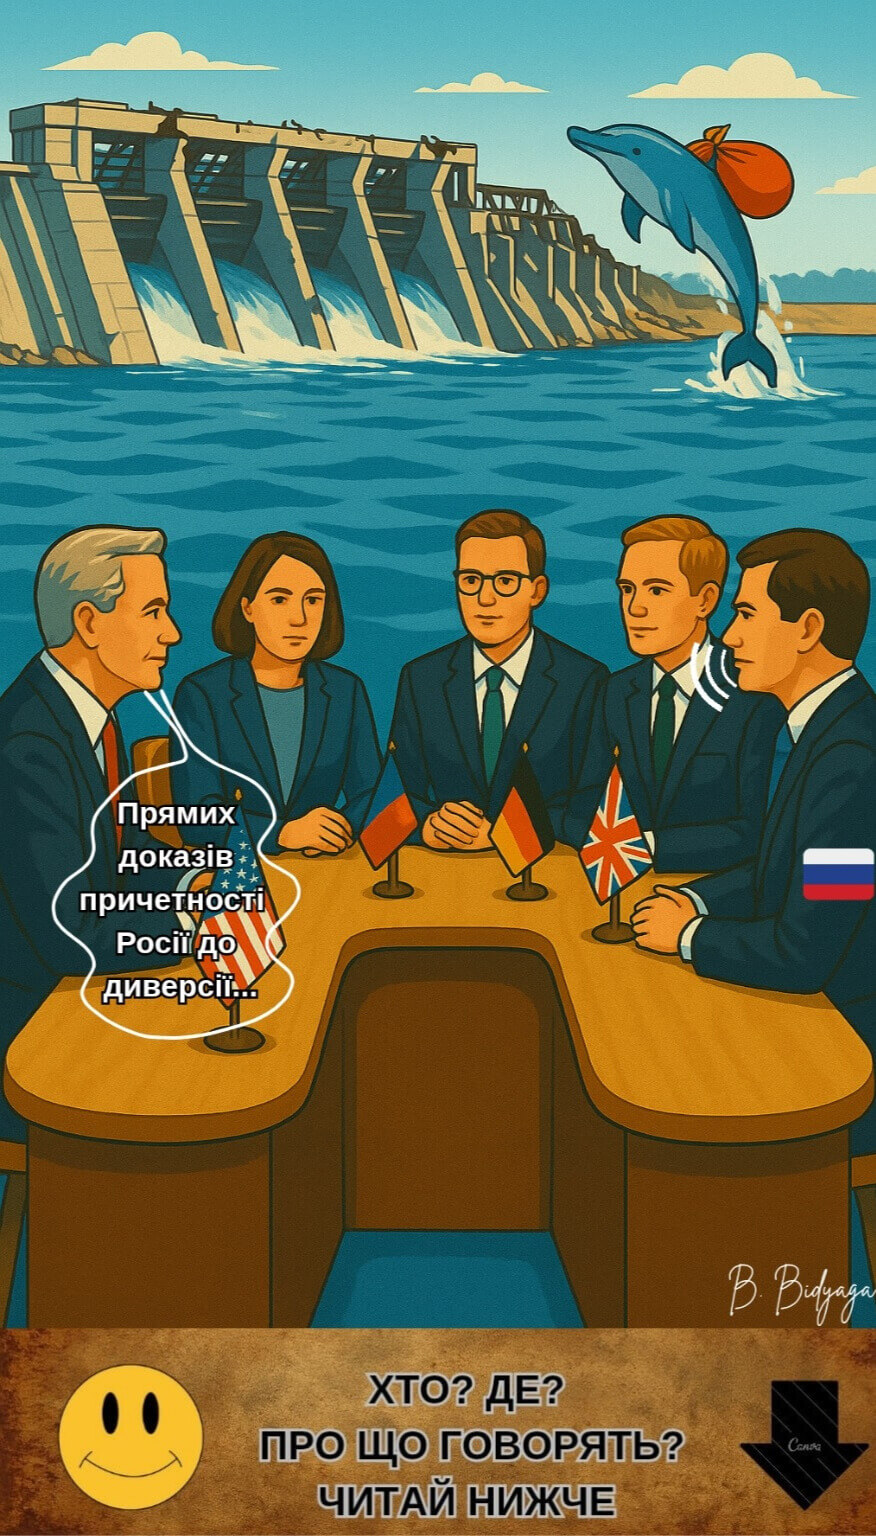 Прямих
доказів
причетності
Росії до
диверсії...
B. Bidyaga
ХТО? ДЕ?
ПРО ЩО ГОВОРЯТЬ?
ЧИТАЙ НИЖЧЕ
Canva